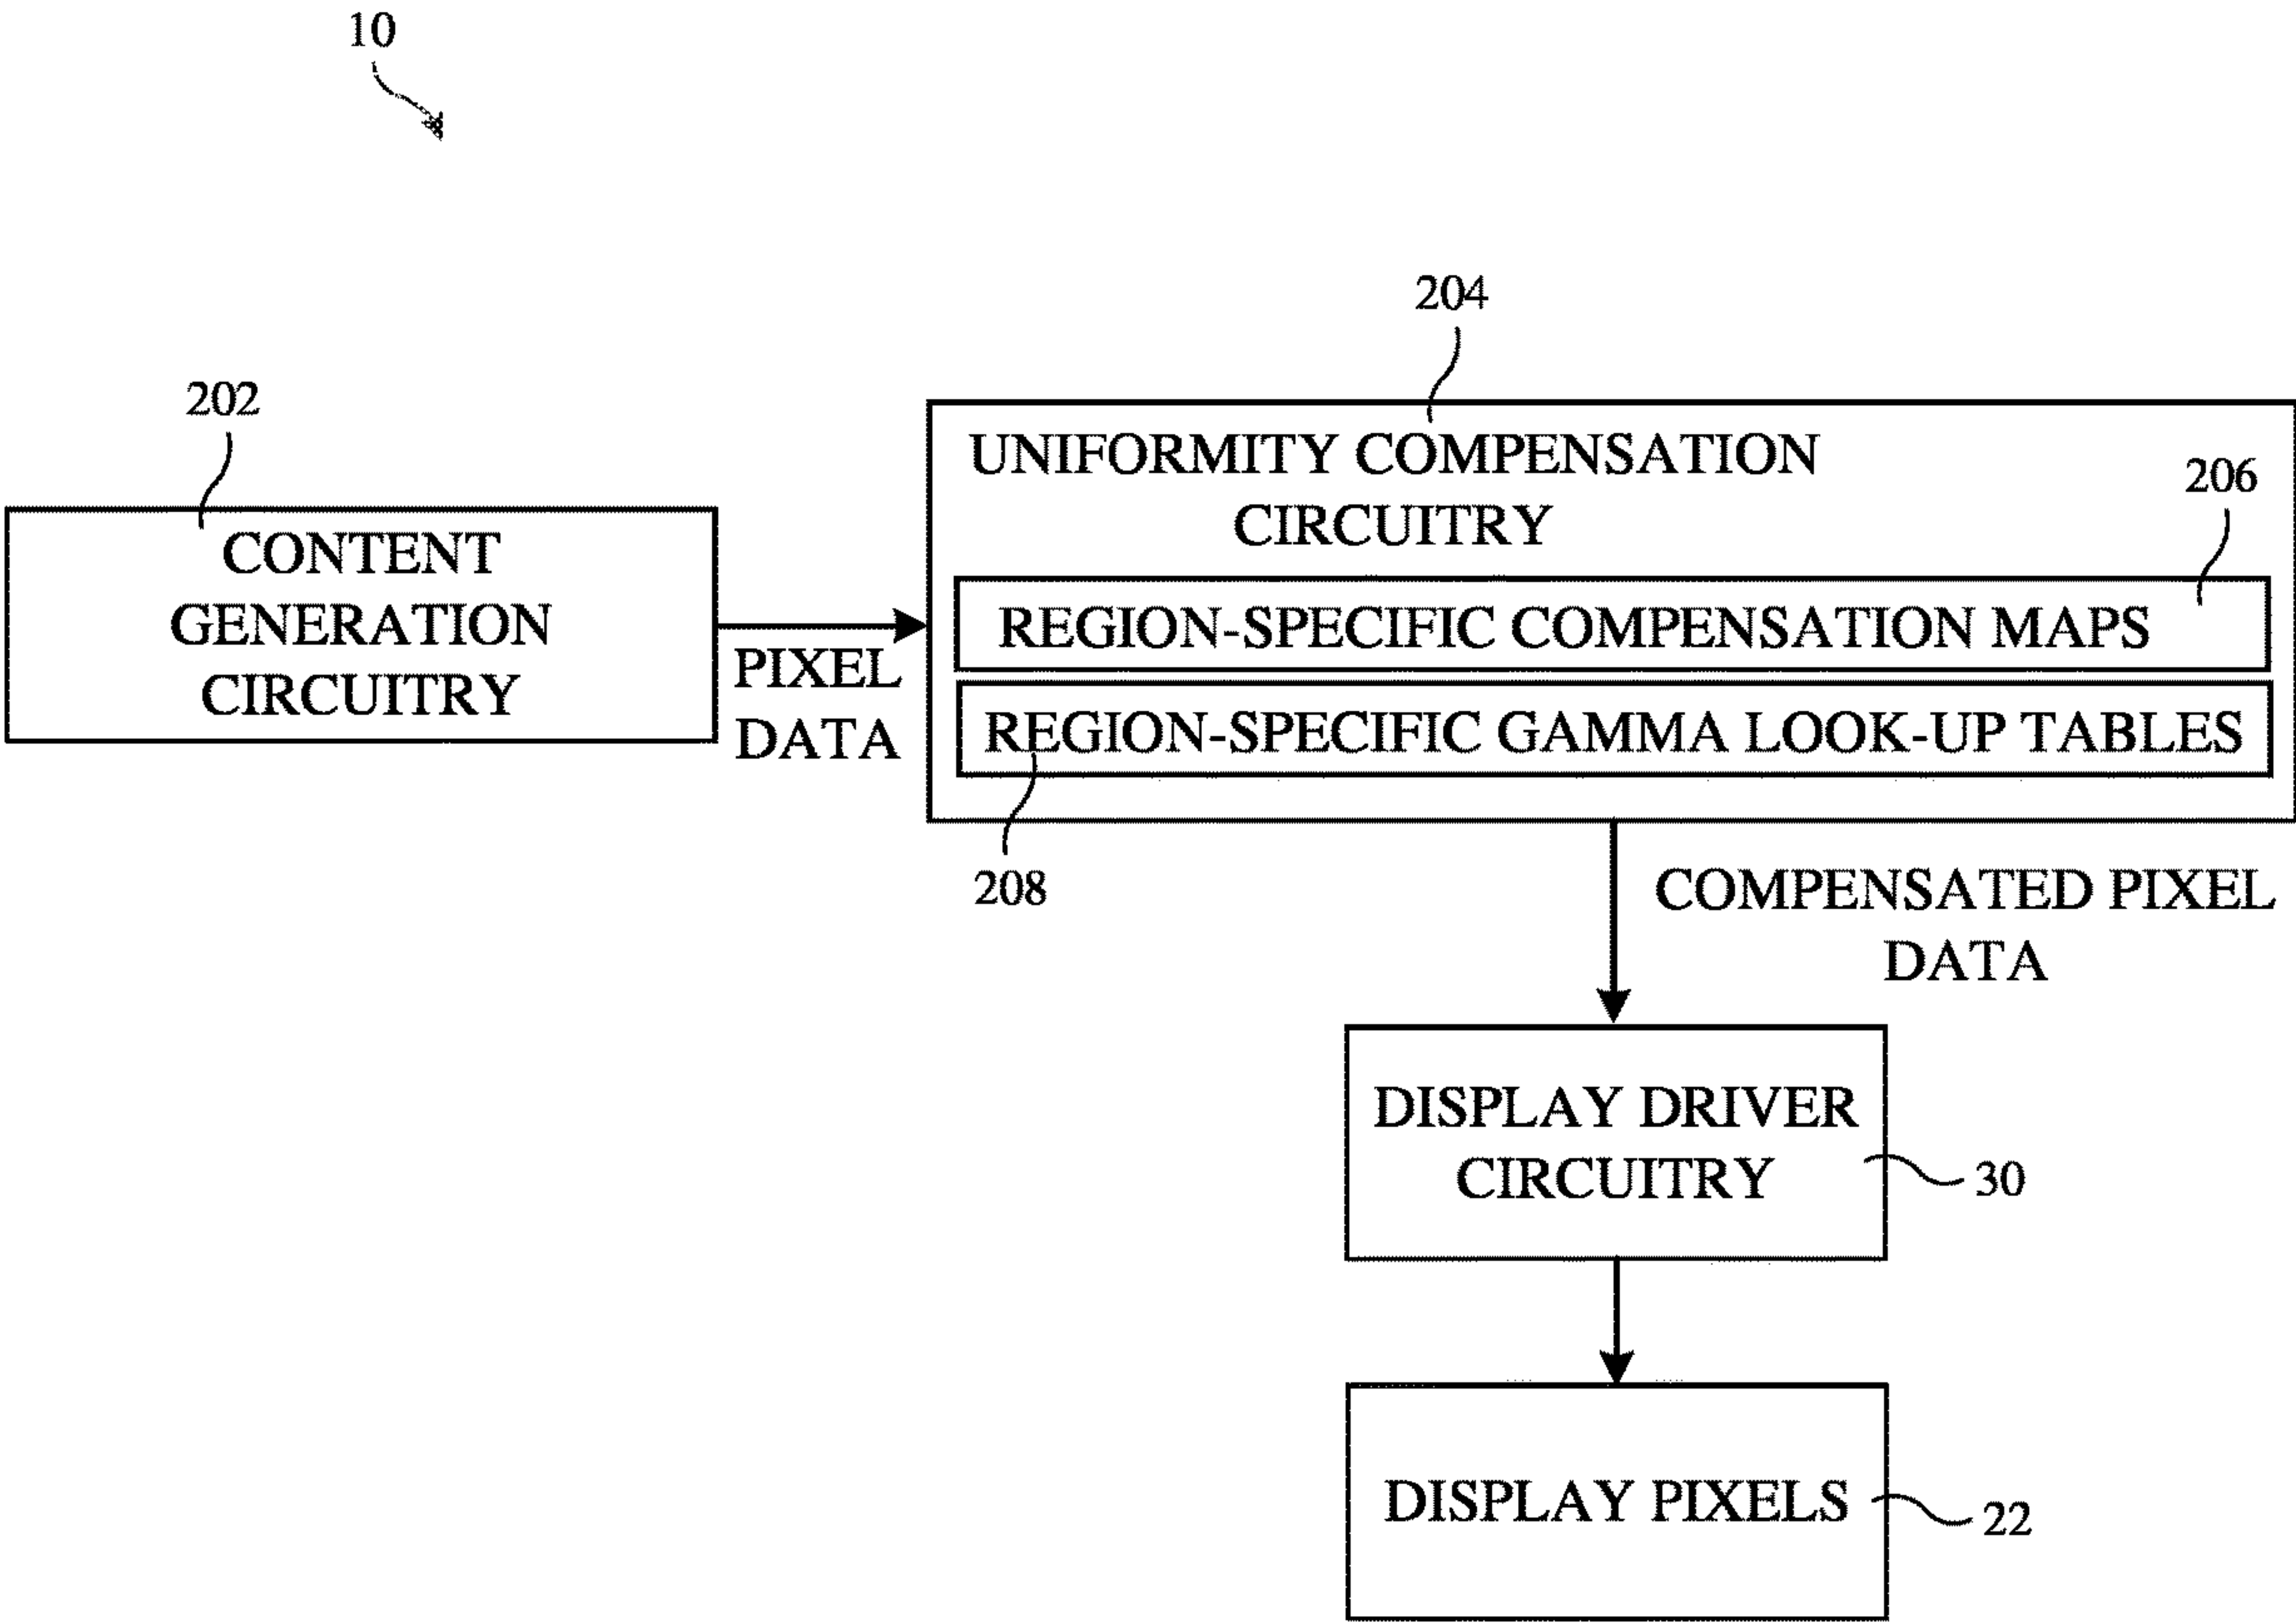 10
204
202
UNIFORMITY COMPENSATION
CIRCUITRY
206
CONTENT
GENERATION
CIRCUITRY
PIXEL
DATA
REGION-SPECIFIC COMPENSATION MAPS
REGION-SPECIFIC GAMMA LOOK-UP TABLES
208
COMPENSATED PIXEL
DATA
DISPLAY DRIVER
CIRCUITRY
30
DISPLAY PIXELS
22